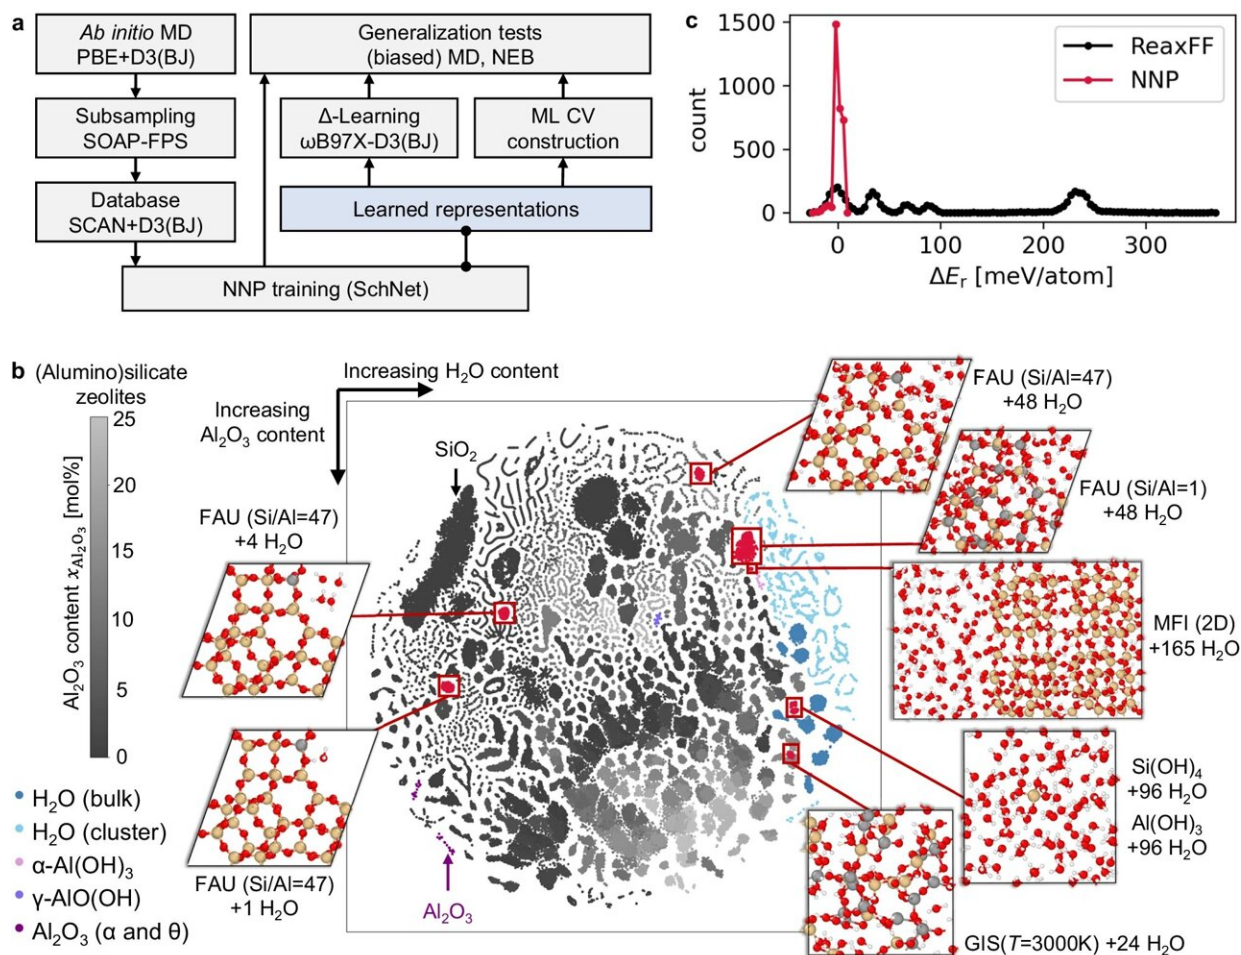 a
Ab initio MD
PBE+D3(BJ)
Subsampling
SOAP-FPS
Database
SCAN+D3(BJ)
Generalization tests
(biased) MD, NEB
Δ-Learning
ωB97X-D3(BJ)
ML CV
construction
Learned representations
NNP training (SchNet)
c
1500
1000
500
0
count
ReaxFF
NNP
0
100
200
300
ΔEr [meV/atom]
b
(Alumino)silicate
zeolites
25
20
15
10
5
0
Al₂O₃ content xAl₂O₃ [mol%]
Increasing H₂O content
Increasing
Al₂O₃ content
SiO₂
FAU (Si/Al=47)
+4 H₂O
FAU (Si/Al=47)
+1 H₂O
Al₂O₃
FAU (Si/Al=47)
+48 H₂O
FAU (Si/Al=1)
+48 H₂O
MFI (2D)
+165 H₂O
Si(OH)₄
+96 H₂O
Al(OH)₃
+96 H₂O
GIS(T=3000K) +24 H₂O
H₂O (bulk)
H₂O (cluster)
α-Al(OH)₃
γ-AlO(OH)
Al₂O₃ (α and θ)